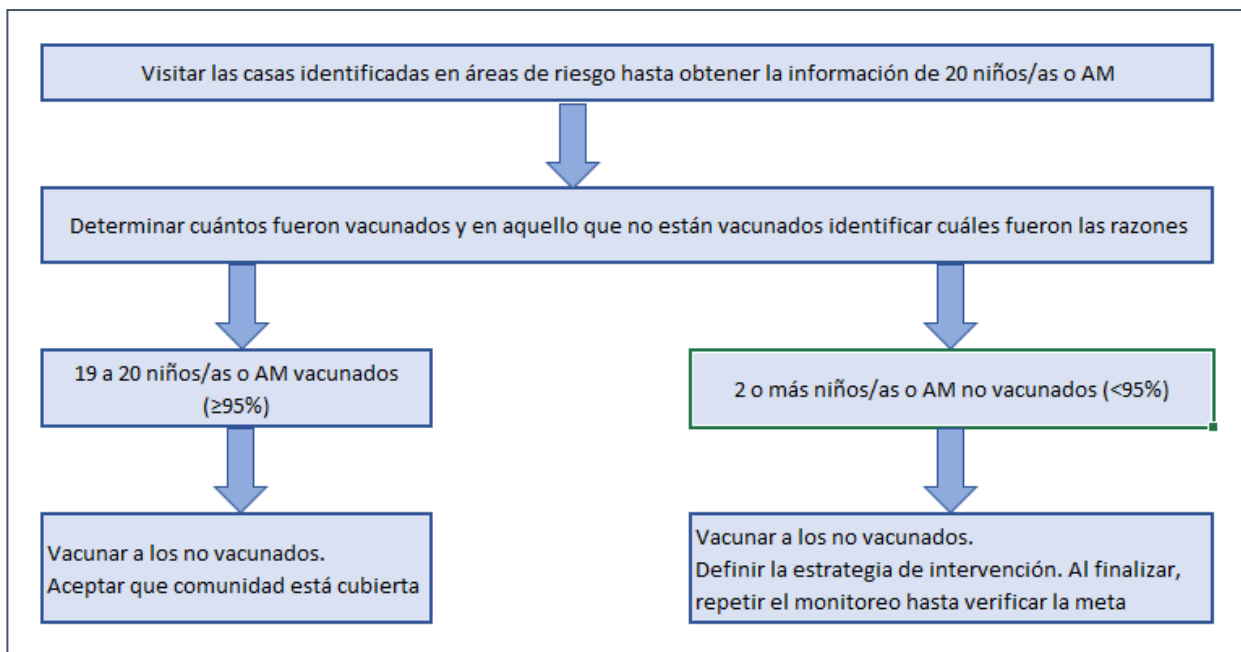 Visitar las casas identificadas en áreas de riesgo hasta obtener la información de 20 niños/as o AM
Determinar cuántos fueron vacunados y en aquello que no están vacunados identificar cuáles fueron las razones
19 a 20 niños/as o AM vacunados
(≥95%)
2 o más niños/as o AM no vacunados (<95%)
Vacunar a los no vacunados.
Aceptar que comunidad está cubierta
Vacunar a los no vacunados.
Definir la estrategia de intervención. Al finalizar,
repetir el monitoreo hasta verificar la meta